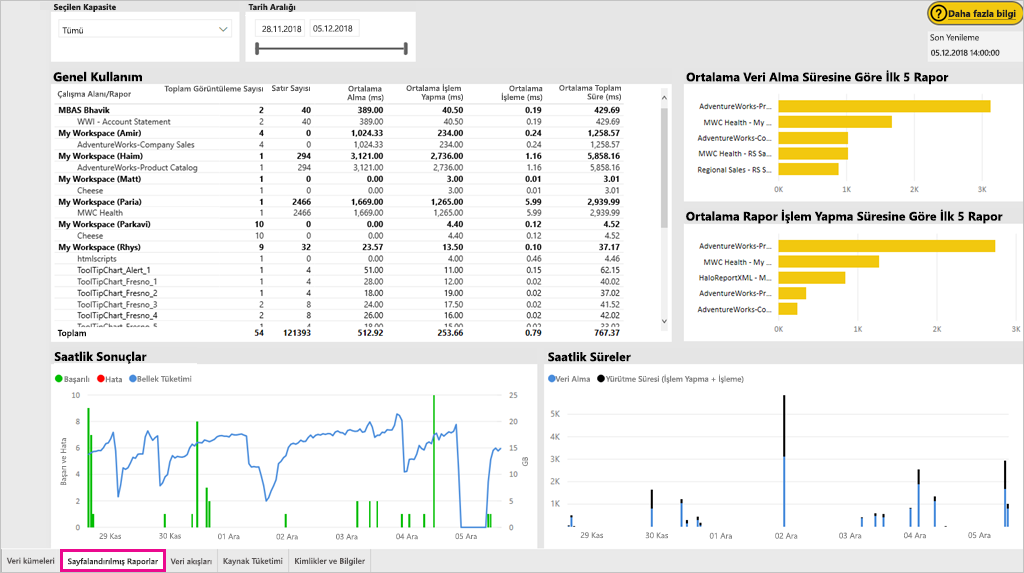 Seçilen Kapasite
Tümü
Tarih Aralığı
28.11.2018 05.12.2018
Daha fazla bilgi
Son Yenileme
05.12.2018 14:00:00
Genel Kullanım
Çalışma Alanı/Rapor Toplam Görüntüleme Sayısı Satır Sayısı Ortalama Alma (ms) Ortalama İşlem Yapma (ms) Ortalama İşleme (ms) Ortalama Toplam Süre (ms)
MBAS Bhavik 2 40 389.00 40.50 0.19 429.69
WWI - Account Statement 2 40 389.00 40.50 0.19 429.69
My Workspace (Amir) 4 0 1,024.33 234.00 0.24 1,258.57
AdventureWorks-Company Sales 4 0 1,024.33 234.00 0.24 1,258.57
My Workspace (Haim) 1 294 3,121.00 2,736.00 1.16 5,858.16
AdventureWorks-Product Catalog 1 294 3,121.00 2,736.00 1.16 5,858.16
My Workspace (Matt) 1 0 0.00 3.00 0.01 3.01
Cheese 1 0 0.00 3.00 0.01 3.01
My Workspace (Paria) 1 2466 1,669.00 1,265.00 5.99 2,939.99
MWC Health 1 2466 1,669.00 1,265.00 5.99 2,939.99
My Workspace (Parkavi) 10 0 0.00 4.40 0.12 4.52
Cheese 10 0 0.00 4.40 0.12 4.52
My Workspace (Rhys) 9 32 23.57 13.50 0.10 37.17
htmlscripts 1 0 0.00 4.00 0.46 4.46
ToolTipChart_Alert_1 1 4 51.00 11.00 0.15 62.15
ToolTipChart_Fresno_1 1 4 28.00 12.00 0.02 40.02
ToolTipChart_Fresno_2 1 4 18.00 19.00 0.02 37.02
ToolTipChart_Fresno_3 2 8 24.00 17.50 0.02 41.52
ToolTipChart_Fresno_4 2 8 26.00 16.00 0.02 42.02
ToolTipChart_Fresno_5 1 4 18.00 15.00 0.02
Toplam 54 121393 512.92 253.66 0.79 767.37
Ortalama Veri Alma Süresine Göre İlk 5 Rapor
AdventureWorks-Pr...
MWC Health - My ...
AdventureWorks-Co...
MWC Health - RS Sa...
Regional Sales - RS S...
0K 1K 2K 3K
Ortalama Rapor İşlem Yapma Süresine Göre İlk 5 Rapor
AdventureWorks-Pr...
MWC Health - My ...
HaloReportXML - M...
AdventureWorks-Pr...
AdventureWorks-Co...
0K 1K 2K 3K
Saatlik Sonuçlar
Başarılı Hata Bellek Tüketimi
Başarı ve Hata
10
8
6
4
2
0
25
20
15
10
5
0
GB
29 Kas 30 Kas 01 Ara 02 Ara 03 Ara 04 Ara 05 Ara
Saatlik Süreler
Veri Alma Yürütme Süresi (İşlem Yapma + İşleme)
5K
4K
3K
2K
1K
29 Kas 30 Kas 01 Ara 02 Ara 03 Ara 04 Ara 05 Ara
Veri kümeleri Sayfalandırılmış Raporlar Veri akışları Kaynak Tüketimi Kimlikler ve Bilgiler